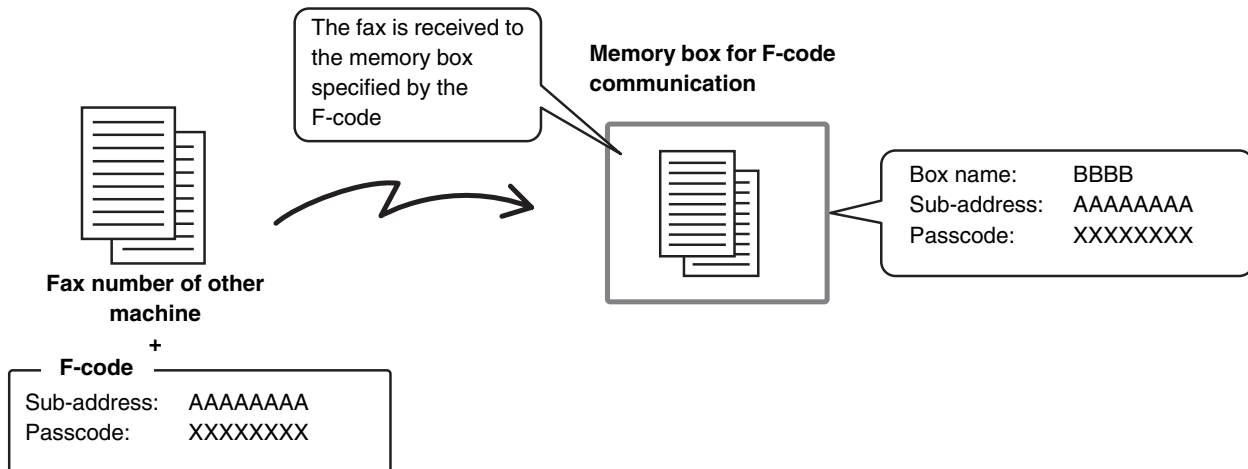 The fax is received to
the memory box
specified by the
F-code
Memory box for F-code
communication
Box name: BBBB
Sub-address: AAAAAAAA
Passcode: XXXXXXXX
Fax number of other
machine
+
F-code
Sub-address: AAAAAAAA
Passcode: XXXXXXXX